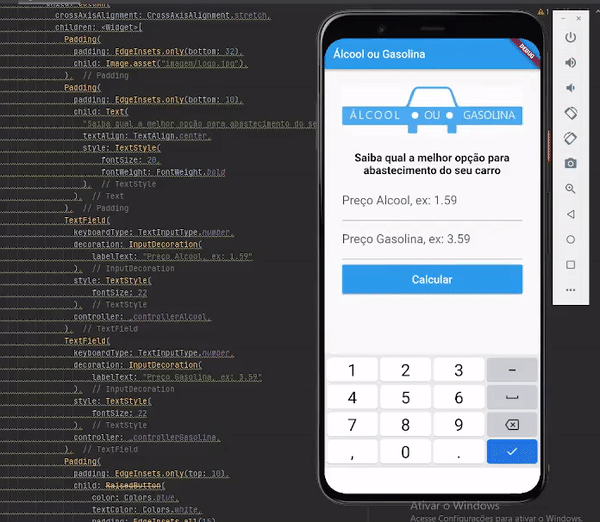 crossAxisAlignment: CrossAxisAlignment.stretch,
children: <Widget>[
Padding(
padding: EdgeInsets.only(bottom: 32),
child: Image.asset("imagem/logo.jpg"),
), // Padding
Padding(
padding: EdgeInsets.only(bottom: 10),
child: Text(
"Saiba qual a melhor opção para abastecimento do se
textAlign: TextAlign.center,
style: TextStyle(
fontSize: 20,
fontWeight: FontWeight.bold
), // TextStyle
), // Text
), // Padding
TextField(
keyboardType: TextInputType.number,
decoration: InputDecoration(
labelText: "Preço Alcool, ex: 1.59"
), // InputDecoration
style: TextStyle(
fontSize: 22
), // TextStyle
controller: _controllerAlcool,
), // TextField
TextField(
keyboardType: TextInputType.number,
decoration: InputDecoration(
labelText: "Preço Gasolina, ex: 3.59"
), // InputDecoration
style: TextStyle(
fontSize: 22
), // TextStyle
controller: _controllerGasolina,
), // TextField
Padding(
padding: EdgeInsets.only(top: 10),
child: RaisedButton(
color: Colors.blue,
textColor: Colors.white,
padding: EdgeInsets.all(15)
Álcool ou Gasolina
DEBUG
ÁLCOOL OU GASOLINA
Saiba qual a melhor opção para
abastecimento do seu carro
Preço Alcool, ex: 1.59
Preço Gasolina, ex: 3.59
Calcular
1 2 3 -
4 5 6
7 8 9
, 0 .
Ativar o Windows
Acesse Configurações para ativar o Windows.